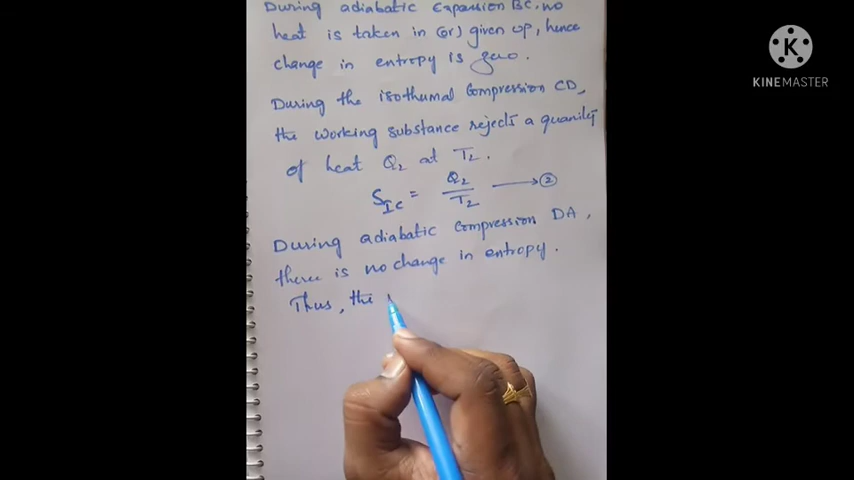 During adiabatic Expansion BC, no
heat is taken in (or) given up, hence
change in entropy is zero.
During the isothermal Compression CD,
the working substance rejects a quantity
of heat Q2 at T2.
SIC = Q2/T2 → ②
During adiabatic Compression DA,
there is no change in entropy.
Thus, the
K
KINEMASTER